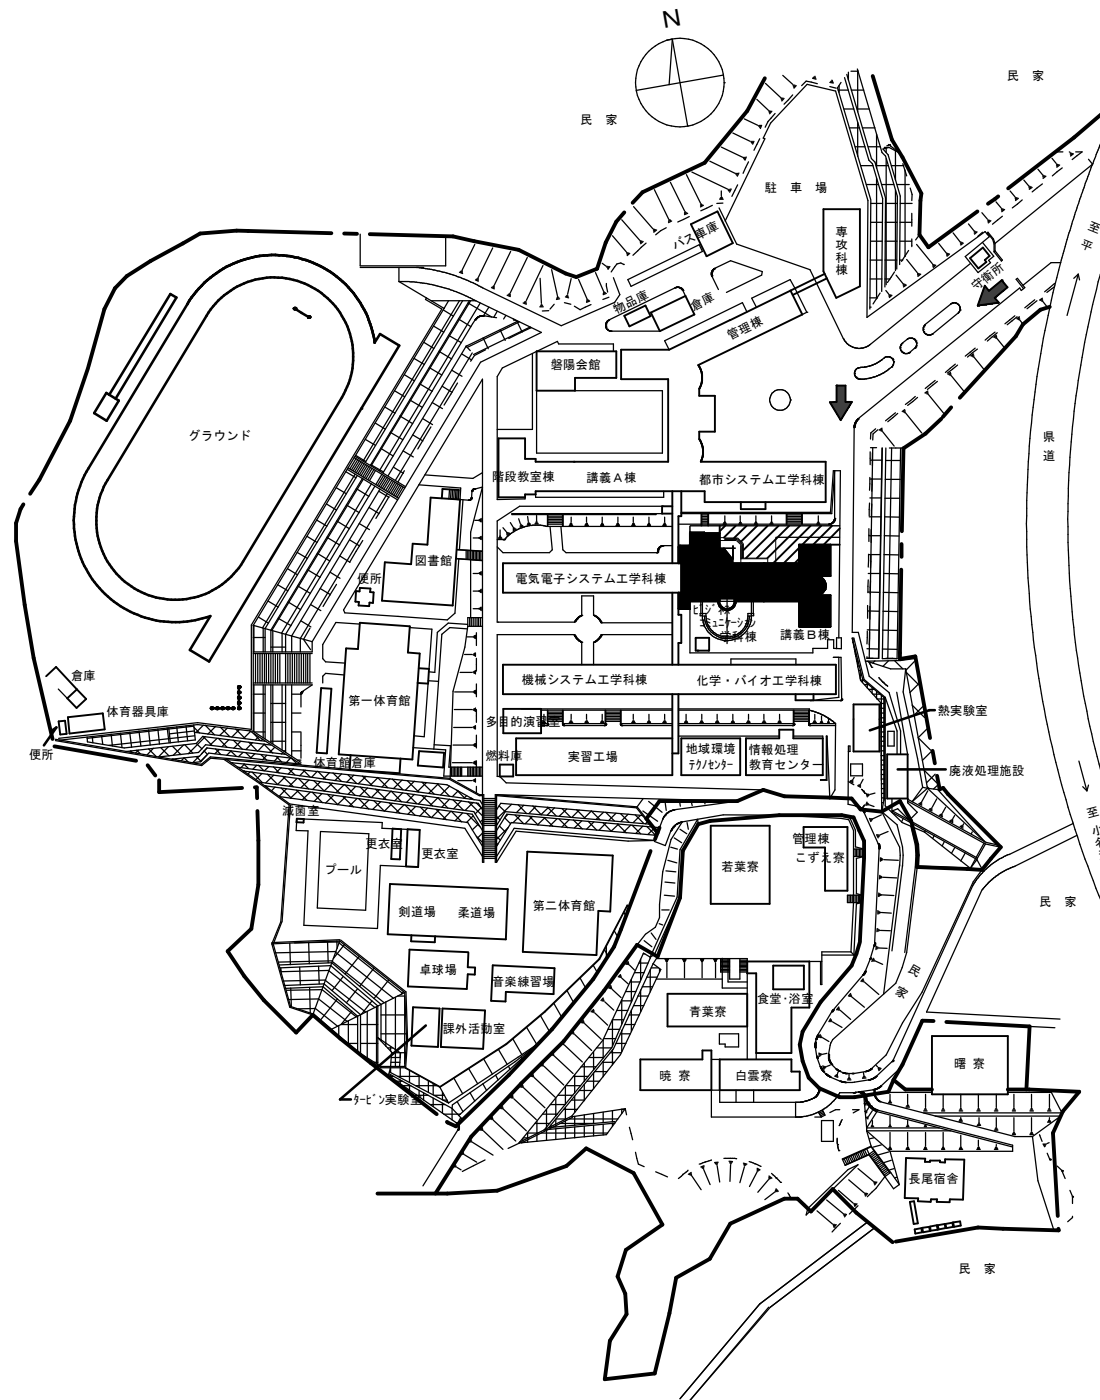 N
民 家
民 家
駐 車 場
バス車庫
専攻科棟
至 平
守衛所
物品庫
倉庫
管理棟
磐陽会館
グラウンド
県道
階段教室棟
講義A棟
都市システム工学科棟
図書館
便所
電気電子システム工学科棟
コミュニケーション
学科棟
講義B棟
倉庫
第一体育館
機械システム工学科棟
化学・バイオ工学科棟
体育器具庫
便所
多目的演習室
熱実験室
体育館倉庫
燃料庫
実習工場
地域環境
テクノセンター
情報処理
教育センター
廃液処理施設
滅菌室
更衣室
更衣室
プール
若葉寮
管理棟
こずえ寮
民 家
剣道場
柔道場
第二体育館
卓球場
音楽練習場
民 家
青葉寮
食堂・浴室
課外活動室
暁 寮
白雲寮
曙 寮
タービン実験室
長尾宿舎
民 家